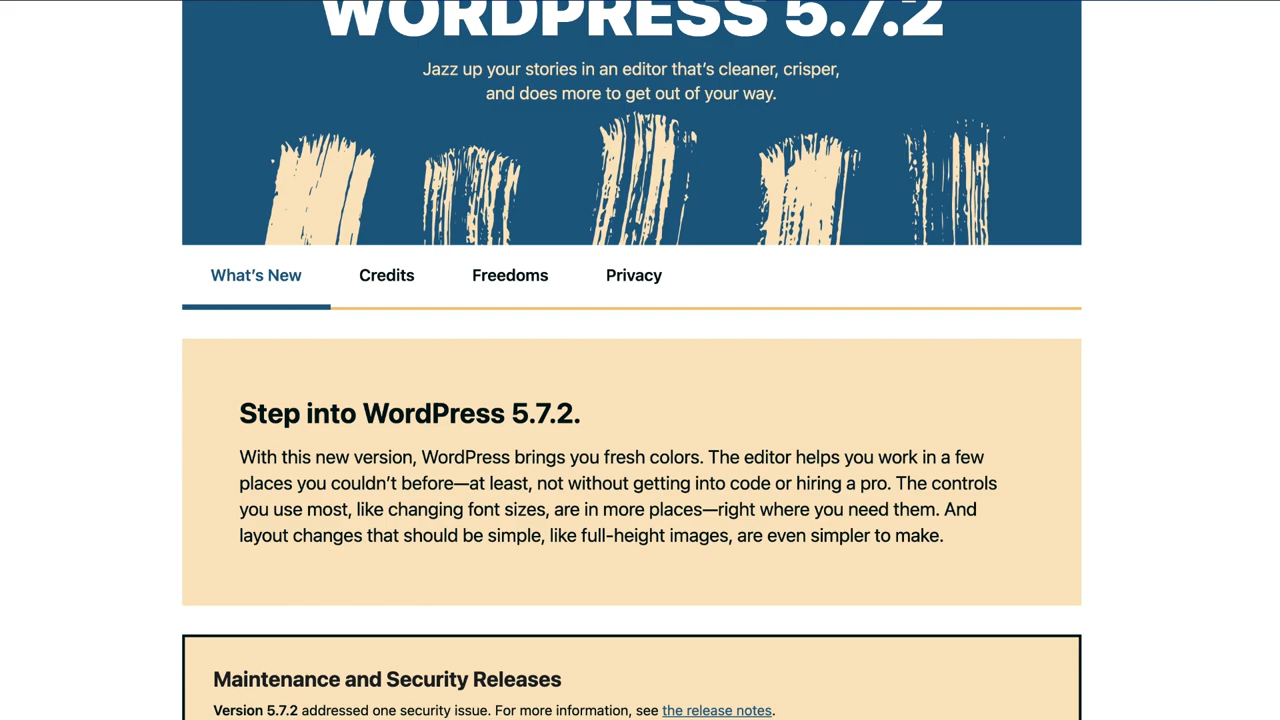 WORDPRESS 5.7.2
Jazz up your stories in an editor that’s cleaner, crisper,
and does more to get out of your way.
What’s New
Credits
Freedoms
Privacy
Step into WordPress 5.7.2.
With this new version, WordPress brings you fresh colors. The editor helps you work in a few
places you couldn’t before—at least, not without getting into code or hiring a pro. The controls
you use most, like changing font sizes, are in more places—right where you need them. And
layout changes that should be simple, like full-height images, are even simpler to make.
Maintenance and Security Releases
Version 5.7.2 addressed one security issue. For more information, see the release notes.